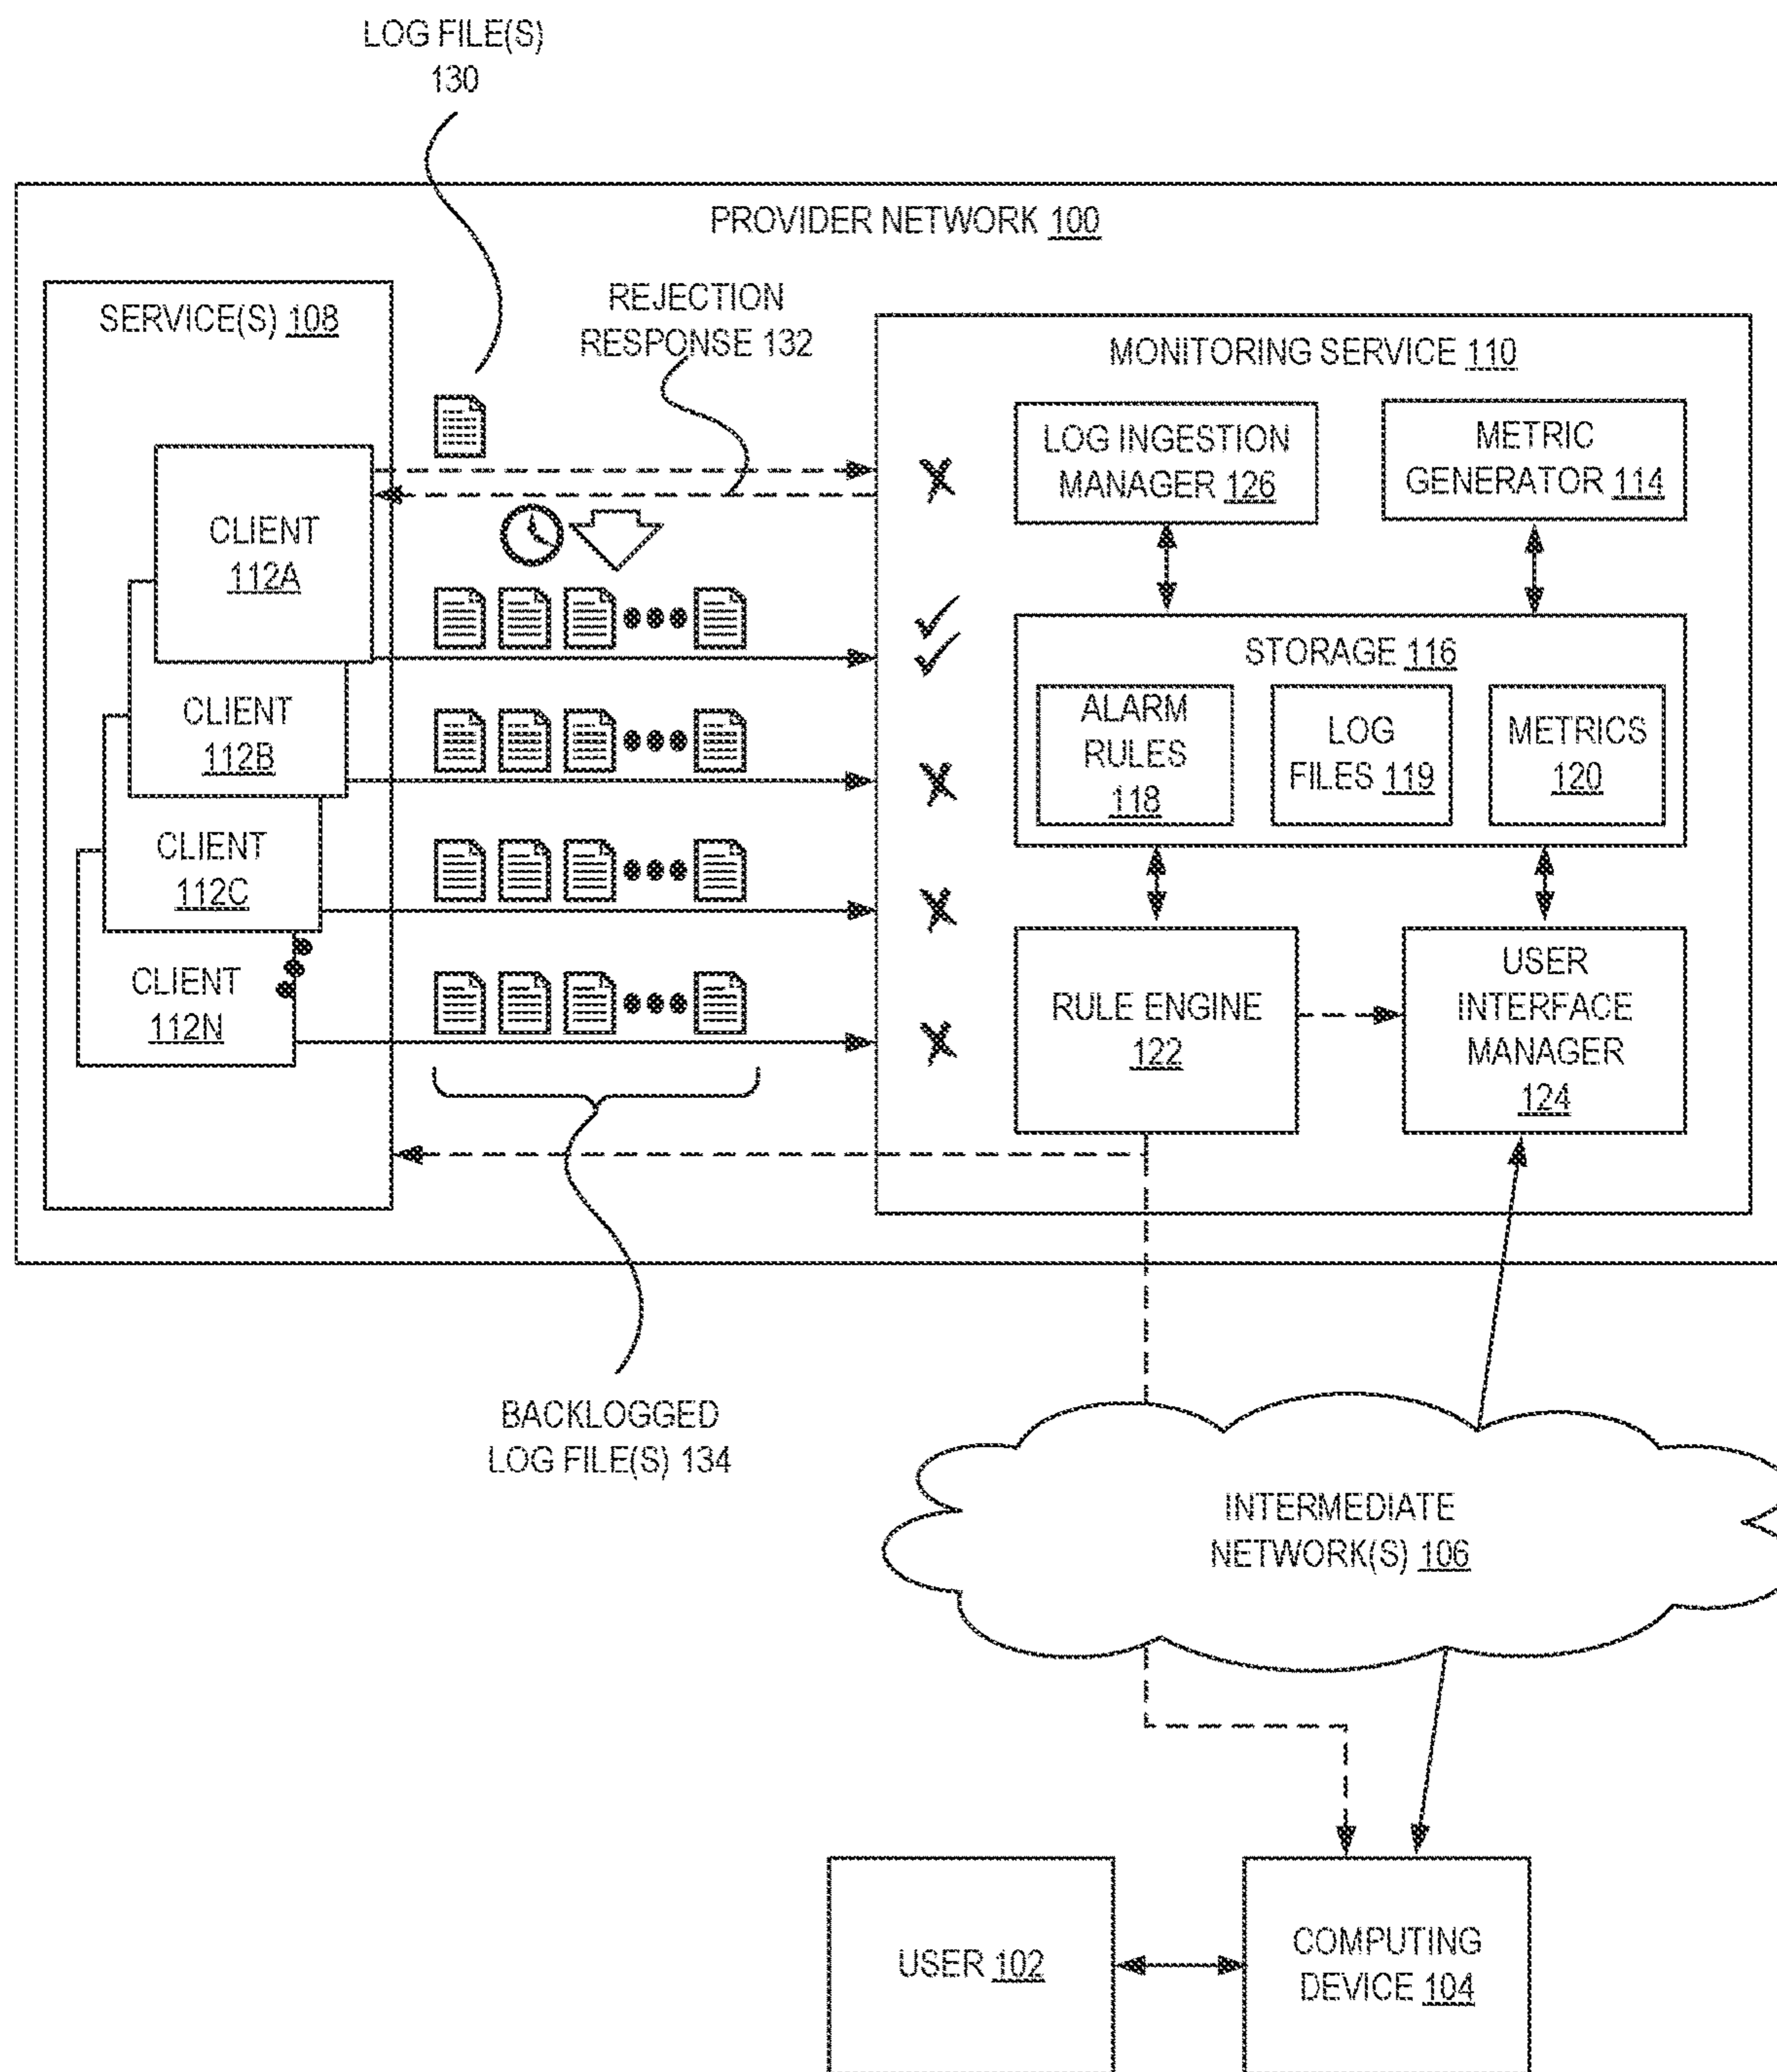 LOG FILE(S)
130
PROVIDER NETWORK 100
SERVICE(S) 108
REJECTION
RESPONSE 132
MONITORING SERVICE 110
LOG INGESTION
MANAGER 126
METRIC
GENERATOR 114
CLIENT
112A
CLIENT
112B
CLIENT
112C
CLIENT
112N
STORAGE 116
ALARM
RULES
118
LOG
FILES 119
METRICS
120
RULE ENGINE
122
USER
INTERFACE
MANAGER
124
BACKLOGGED
LOG FILE(S) 134
INTERMEDIATE
NETWORK(S) 106
USER 102
COMPUTING
DEVICE 104